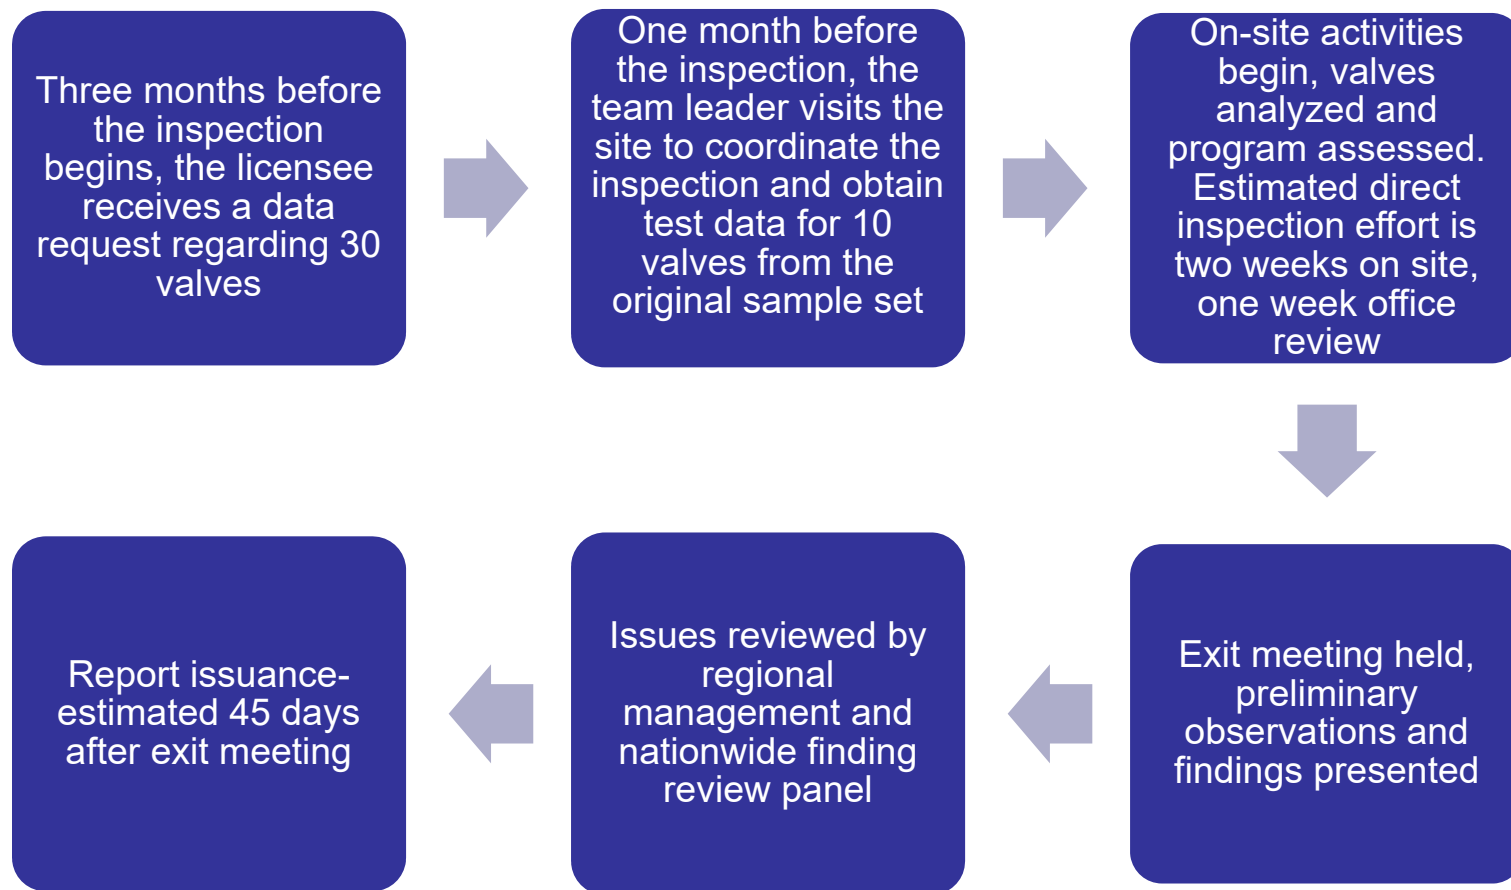 Three months before
the inspection
begins, the licensee
receives a data
request regarding 30
valves
One month before
the inspection, the
team leader visits the
site to coordinate the
inspection and obtain
test data for 10
valves from the
original sample set
On-site activities
begin, valves
analyzed and
program assessed.
Estimated direct
inspection effort is
two weeks on site,
one week office
review
Exit meeting held,
preliminary
observations and
findings presented
Issues reviewed by
regional
management and
nationwide finding
review panel
Report issuance-
estimated 45 days
after exit meeting